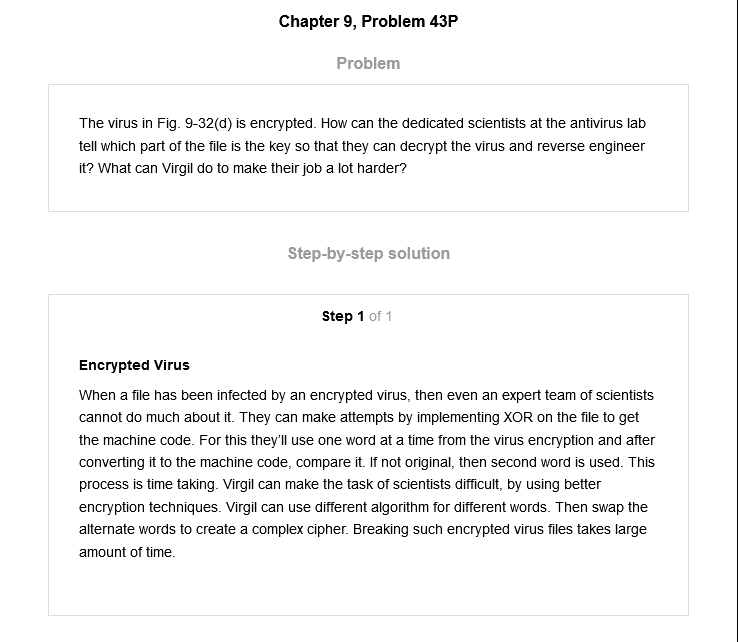 Chapter 9, Problem 43P
Problem
The virus in Fig. 9-32(d) is encrypted. How can the dedicated scientists at the antivirus lab
tell which part of the file is the key so that they can decrypt the virus and reverse engineer
it? What can Virgil do to make their job a lot harder?
Step-by-step solution
Step 1 of 1
Encrypted Virus
When a file has been infected by an encrypted virus, then even an expert team of scientists
cannot do much about it. They can make attempts by implementing XOR on the file to get
the machine code. For this they'll use one word at a time from the virus encryption and after
converting it to the machine code, compare it. If not original, then second word is used. This
process is time taking. Virgil can make the task of scientists difficult, by using better
encryption techniques. Virgil can use different algorithm for different words. Then swap the
alternate words to create a complex cipher. Breaking such encrypted virus files takes large
amount of time.